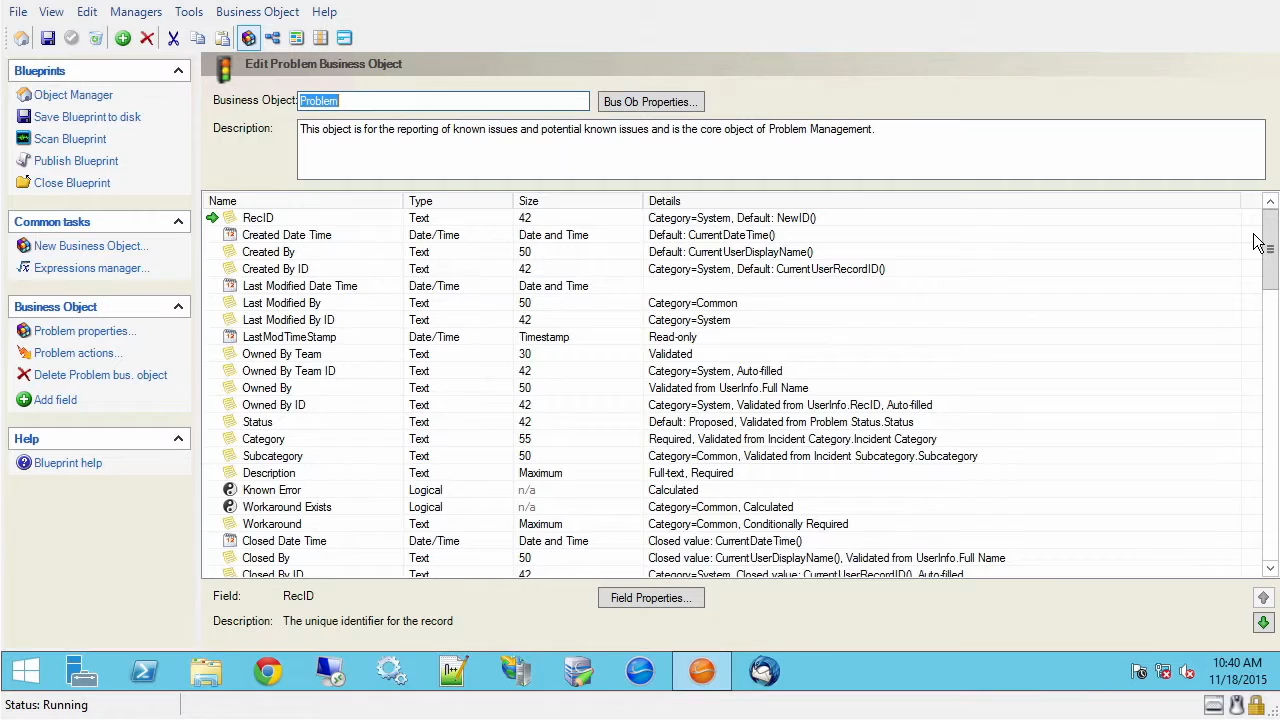 File View Edit Managers Tools Business Object Help
Edit Problem Business Object
Blueprints
Object Manager
Save Blueprint to disk
Scan Blueprint
Publish Blueprint
Close Blueprint
Common tasks
New Business Object...
Expressions manager...
Business Object
Problem properties...
Problem actions...
Delete Problem bus. object
Add field
Help
Blueprint help
Business Object: Problem Bus Ob Properties...
Description: This object is for the reporting of known issues and potential known issues and is the core object of Problem Management.
Name Type Size Details
RecID Text 42 Category=System, Default: NewID()
Created Date Time Date/Time Date and Time Default: CurrentDateTime()
Created By Text 50 Default: CurrentUserDisplayName()
Created By ID Text 42 Category=System, Default: CurrentUserRecordID()
Last Modified Date Time Date/Time Date and Time
Last Modified By Text 50 Category=Common
Last Modified By ID Text 42 Category=System
LastModTimeStamp Date/Time Timestamp Read-only
Owned By Team Text 30 Validated
Owned By Team ID Text 42 Category=System, Auto-filled
Owned By Text 50 Validated from UserInfo.Full Name
Owned By ID Text 42 Category=System, Validated from UserInfo.RecID, Auto-filled
Status Text 42 Default: Proposed, Validated from Problem Status.Status
Category Text 55 Required, Validated from Incident Category.Incident Category
Subcategory Text 50 Category=Common, Validated from Incident Subcategory.Subcategory
Description Text Maximum Full-text, Required
Known Error Logical n/a Calculated
Workaround Exists Logical n/a Category=Common, Calculated
Workaround Text Maximum Category=Common, Conditionally Required
Closed Date Time Date/Time Date and Time Closed value: CurrentDateTime()
Closed By Text 50 Closed value: CurrentUserDisplayName(), Validated from UserInfo.Full Name
Closed By ID Text 42 Category=System, Closed value: CurrentUserRecordID(), Auto-filled
Field: RecID Field Properties...
Description: The unique identifier for the record
10:40 AM
11/18/2015
Status: Running